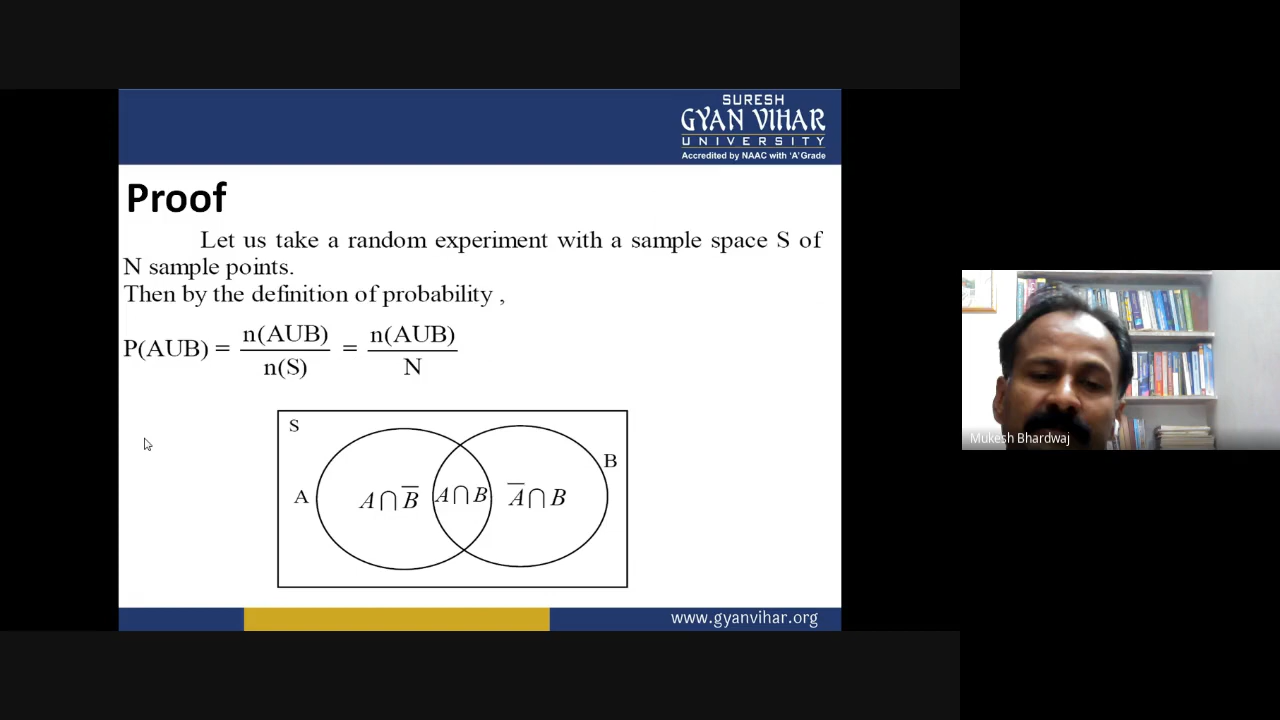 SURESH
GYAN VIHAR
UNIVERSITY
Accredited by NAAC with 'A' Grade
Proof
Let us take a random experiment with a sample space S of
N sample points.
Then by the definition of probability ,
P(AUB) = n(AUB)/n(S) = n(AUB)/N
S
B
A A∩B̅ A∩B A̅∩B
www.gyanvihar.org
Mukesh Bhardwaj